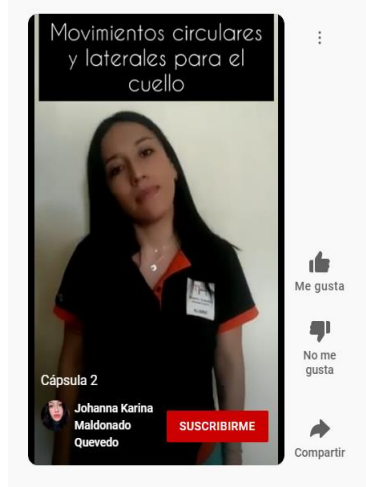 Movimientos circulares
y laterales para el
cuello
Me gusta
No me
gusta
Cápsula 2
Johanna Karina
Maldonado
Quevedo
SUSCRIBIRME
Compartir